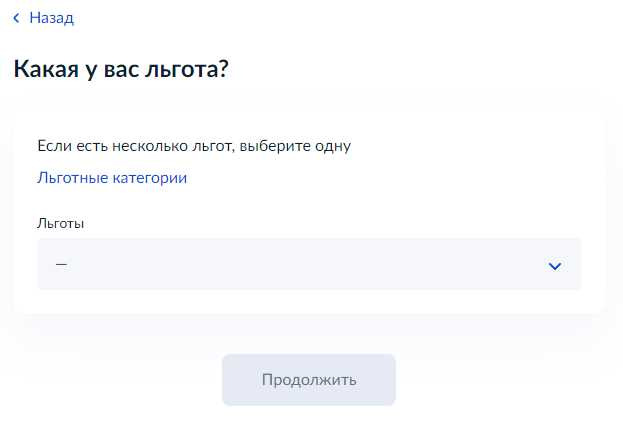 Назад
Какая у вас льгота?
Если есть несколько льгот, выберите одну
Льготные категории
Льготы
—
Продолжить